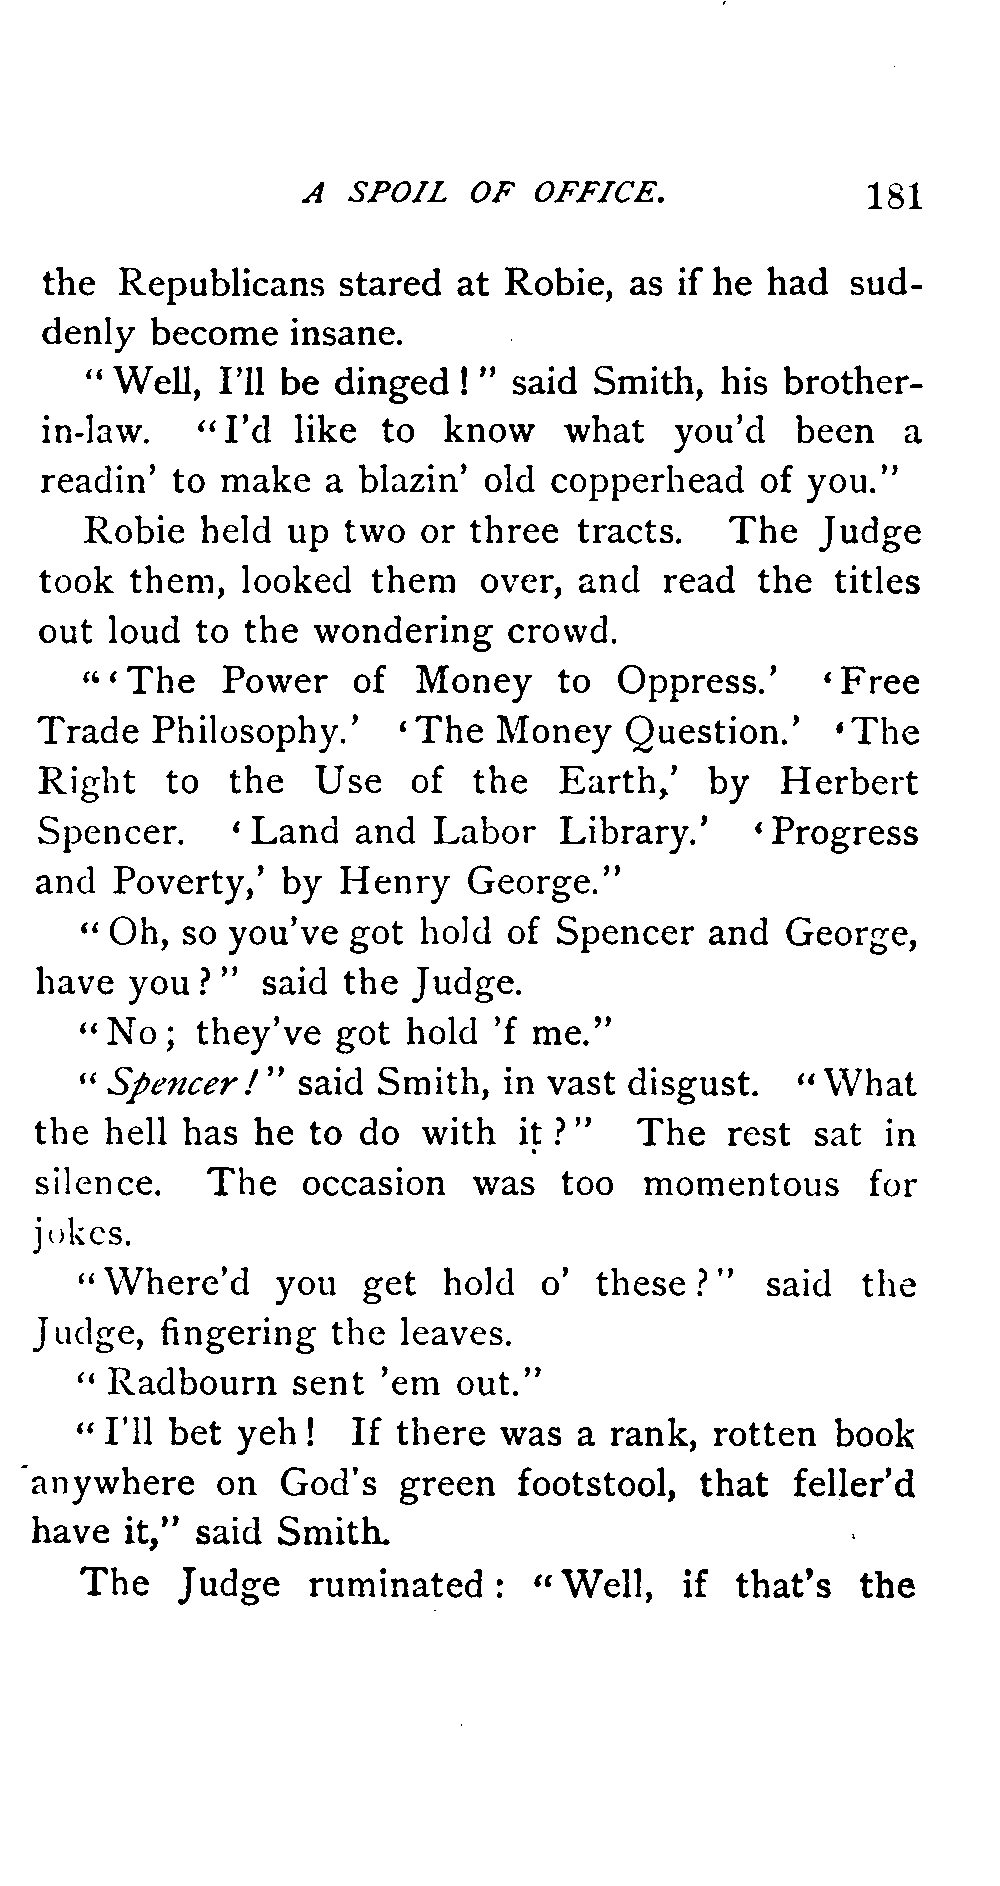 A SPOIL OF OFFICE. 181
the Republicans stared at Robie, as if he had sud-
denly become insane.
“Well, I’ll be dinged!” said Smith, his brother-
in-law. “I’d like to know what you’d been a
readin’ to make a blazin’ old copperhead of you.”
Robie held up two or three tracts. The Judge
took them, looked them over, and read the titles
out loud to the wondering crowd.
“‘The Power of Money to Oppress.’ ‘Free
Trade Philosophy.’ ‘The Money Question.’ ‘The
Right to the Use of the Earth,’ by Herbert
Spencer. ‘Land and Labor Library.’ ‘Progress
and Poverty,’ by Henry George.”
“Oh, so you’ve got hold of Spencer and George,
have you?” said the Judge.
“No; they’ve got hold ’f me.”
“Spencer!” said Smith, in vast disgust. “What
the hell has he to do with it?” The rest sat in
silence. The occasion was too momentous for
jokes.
“Where’d you get hold o’ these?” said the
Judge, fingering the leaves.
“Radbourn sent ’em out.”
“I’ll bet yeh! If there was a rank, rotten book
anywhere on God’s green footstool, that feller’d
have it,” said Smith.
The Judge ruminated: “Well, if that’s the